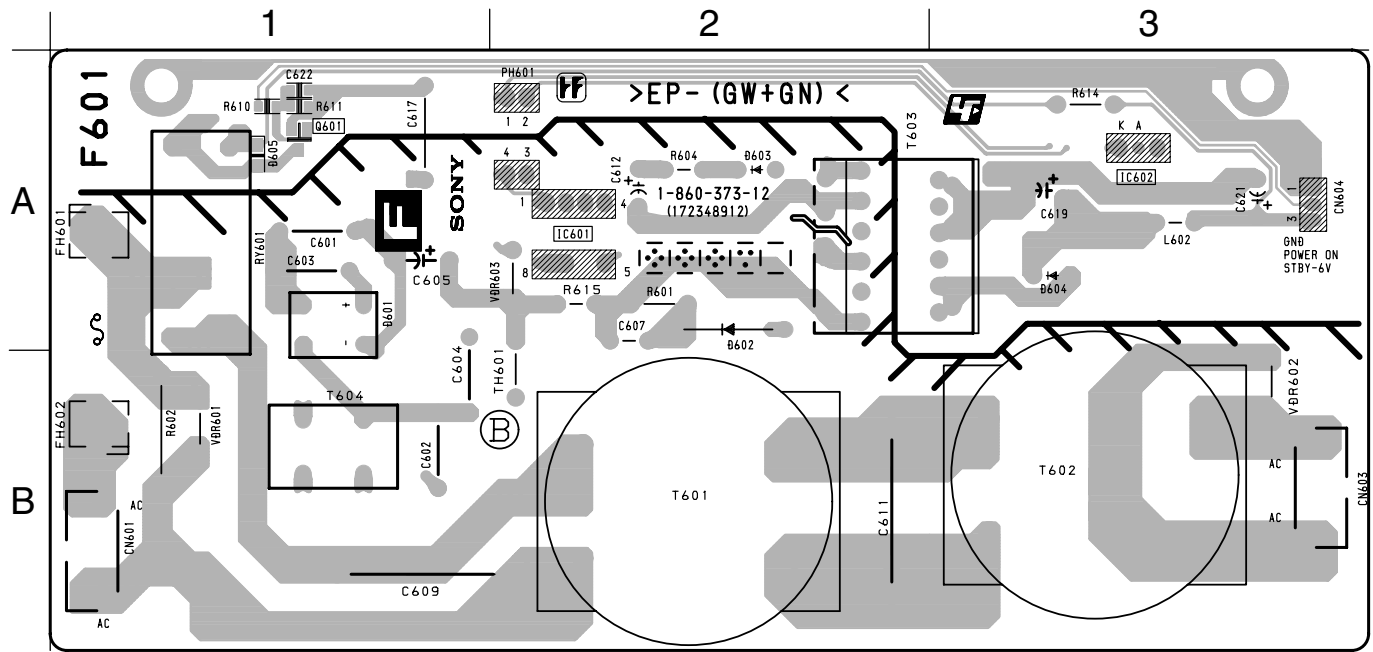 1 2 3
A
B
F601
C622
R610
R611
Q601
D605
C617
PH601
1 2
4 3
>EP- (GW+GN) <
T603
R614
K A
IC602
C612
R604
D603
1-860-373-12
(172348912)
1 4
IC601
8 5
SONY
C619
C621
1
3
CN604
L602
GND
POWER ON
STBY-6V
FH601
RY601
C601
C603
C605
+
-
D601
VDR603
R615
R601
C607
D602
D604
C604
TH601
T604
FH602
R602
VDR601
C602
B
T601
C611
T602
VDR602
AC
AC
CN603
AC
CN601
AC
C609